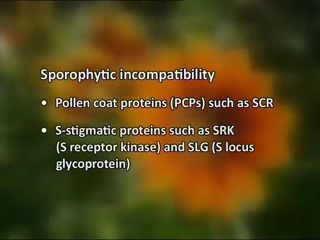 Sporophytic incompatibility
• Pollen coat proteins (PCPs) such as SCR
• S-stigmatic proteins such as SRK
(S receptor kinase) and SLG (S locus
glycoprotein)